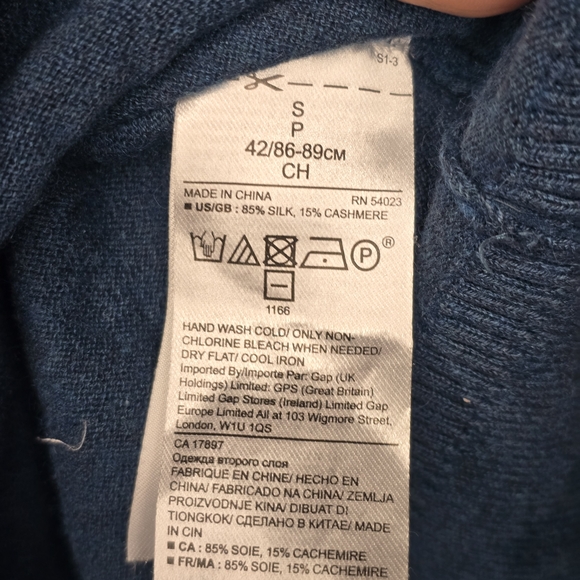 S1-3
S
P
42/86-89CM
CH
MADE IN CHINA RN 54023
■ US/GB : 85% SILK, 15% CASHMERE
P®
1166
HAND WASH COLD/ ONLY NON-
CHLORINE BLEACH WHEN NEEDED/
DRY FLAT/ COOL IRON
Imported By/Importe Par: Gap (UK
Holdings) Limited: GPS (Great Britain)
Limited Gap Stores (Ireland) Limited Gap
Europe Limited All at 103 Wigmore Street,
London, W1U 1QS
CA 17897
Одежда второго слоя
FABRIQUE EN CHINE/ HECHO EN
CHINA/ FABRICADO NA CHINA/ ZEMLJA
PROIZVODNJE KINA/ DIBUAT DI
TIONGKOK/ СДЕЛАНО В КИТАЕ/ MADE
IN CIN
■ CA : 85% SOIE, 15% CACHEMIRE
■ FR/MA : 85% SOIE, 15% CACHEMIRE